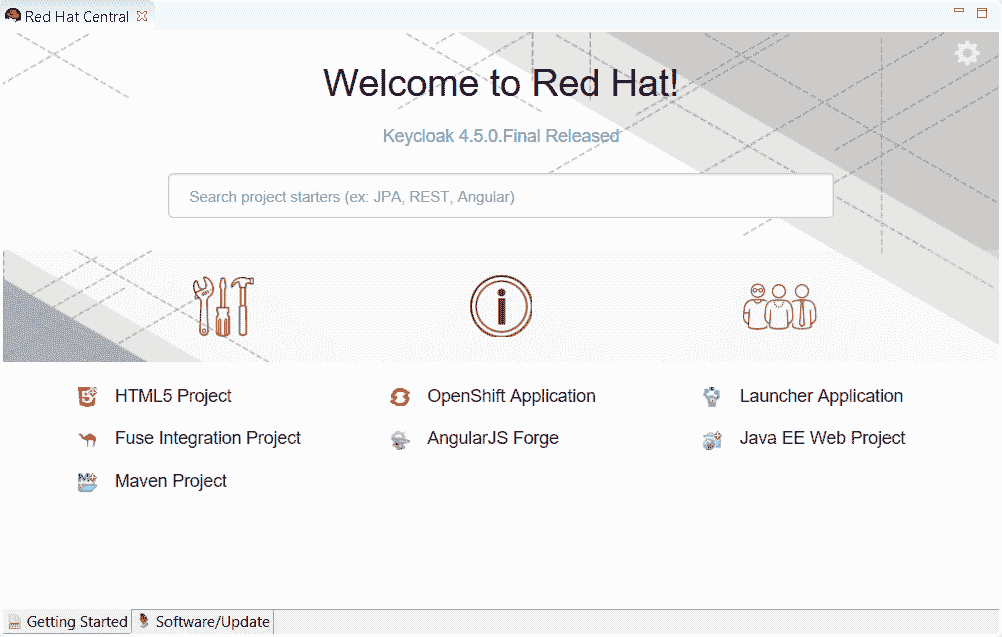 Red Hat Central
Welcome to Red Hat!
Keycloak 4.5.0.Final Released
Search project starters (ex: JPA, REST, Angular)
HTML5 Project
OpenShift Application
Launcher Application
Fuse Integration Project
AngularJS Forge
Java EE Web Project
Maven Project
Getting Started
Software/Update